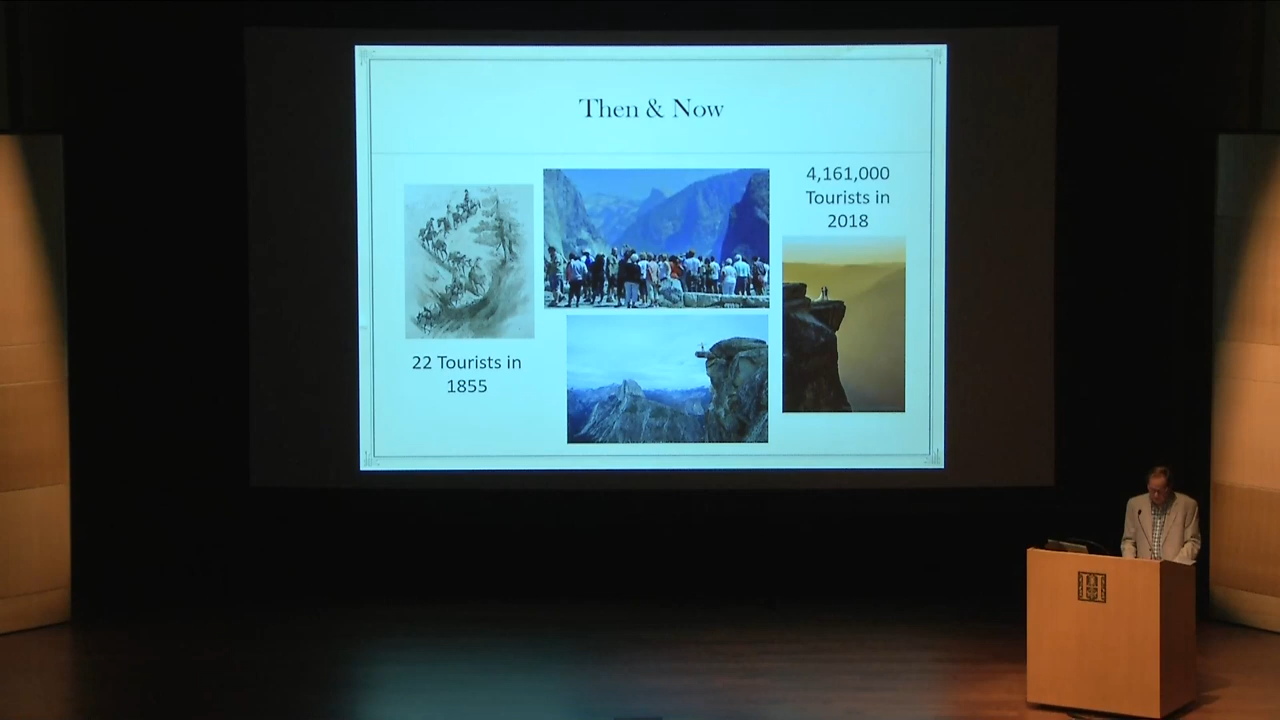 Then & Now
22 Tourists in
1855
4,161,000
Tourists in
2018